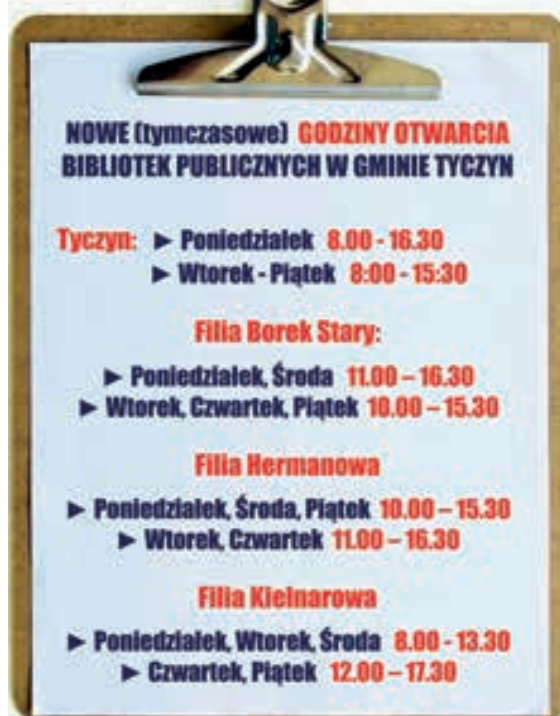 NOWE (tymczasowe) GODZINY OTWARCIA
BIBLIOTEK PUBLICZNYCH W GMINIE TYCZYN
Tyczyn: ► Poniedziałek 8.00 - 16.30
► Wtorek - Piątek 8:00 - 15:30
Filia Borek Stary:
► Poniedziałek, Środa 11.00 – 16.30
► Wtorek, Czwartek, Piątek 10.00 – 15.30
Filia Hermanowa
► Poniedziałek, Środa, Piątek 10.00 – 15.30
► Wtorek, Czwartek 11.00 – 16.30
Filia Kielnarowa
► Poniedziałek, Wtorek, Środa 8.00 - 13.30
► Czwartek, Piątek 12.00 – 17.30